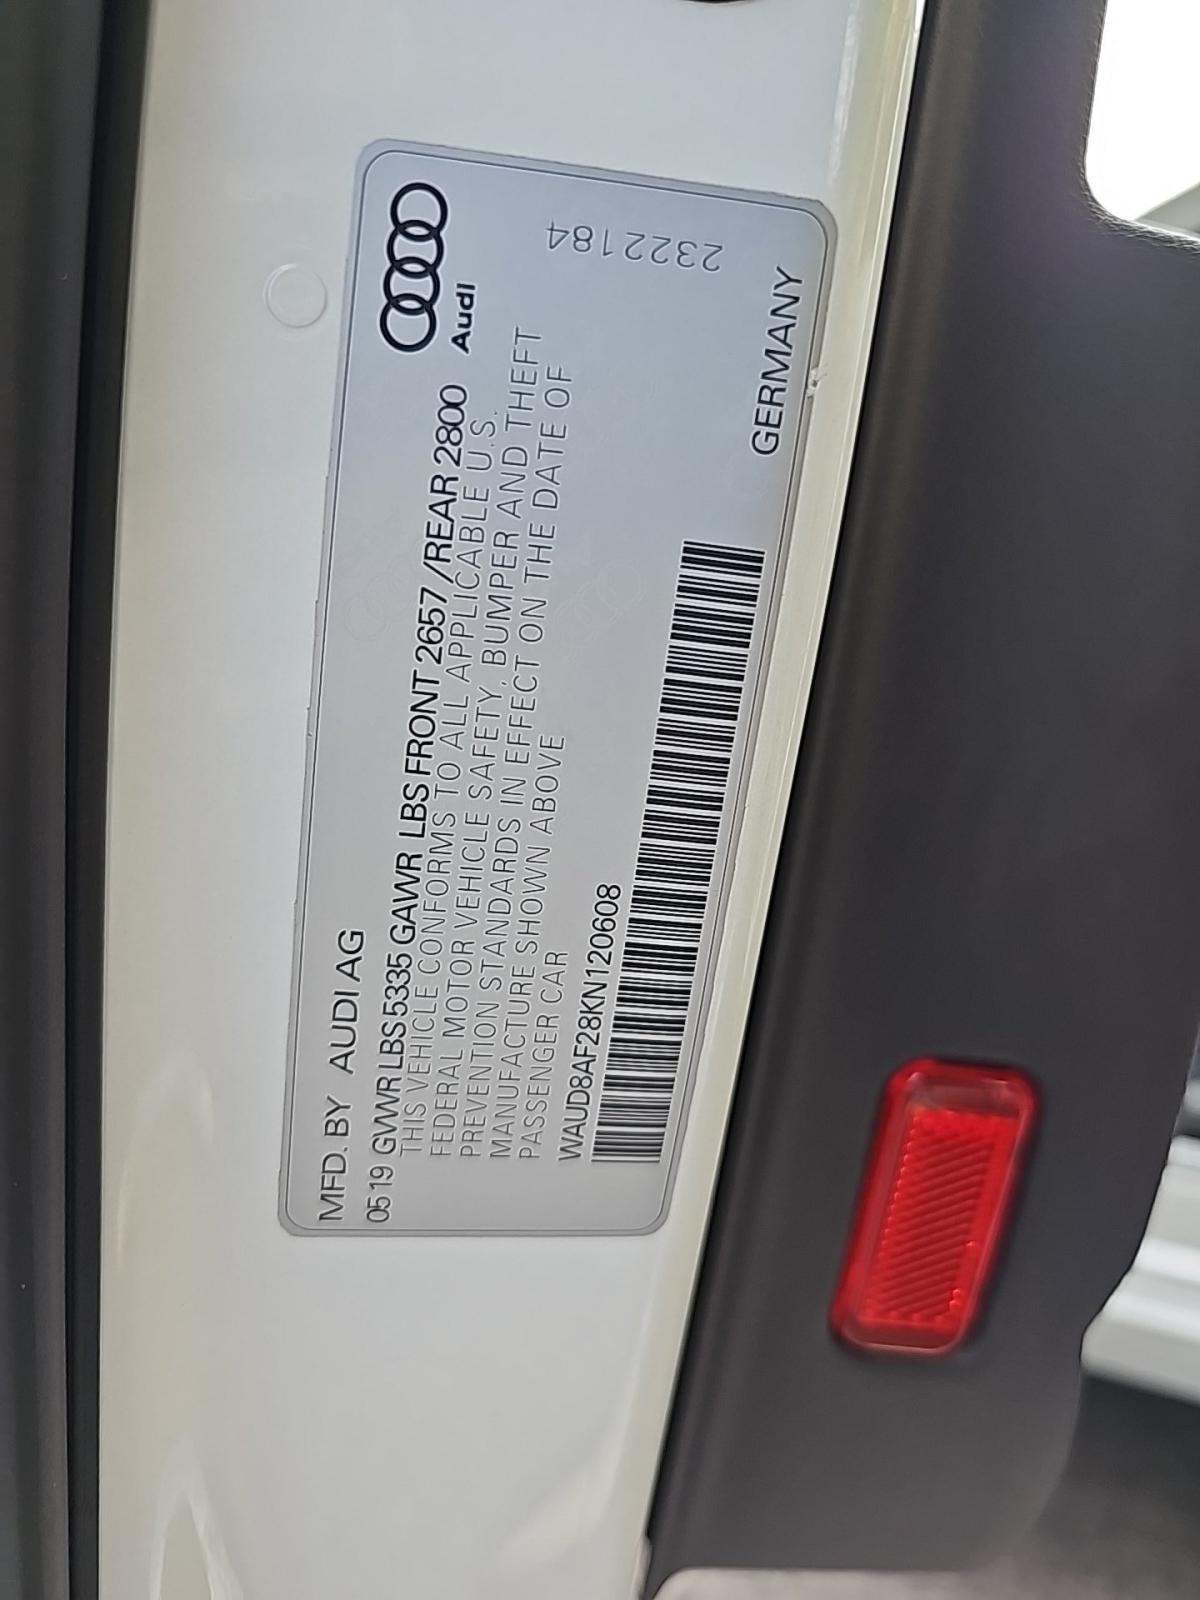 MFD. BY AUDI AG
Audi
0519 GVWR LBS 5335 GAWR LBS FRONT 2657 /REAR 2800
THIS VEHICLE CONFORMS TO ALL APPLICABLE U.S.
FEDERAL MOTOR VEHICLE SAFETY, BUMPER AND THEFT
PREVENTION STANDARDS IN EFFECT ON THE DATE OF
MANUFACTURE SHOWN ABOVE
PASSENGER CAR
2322184
WAUD8AF28KN120608
GERMANY